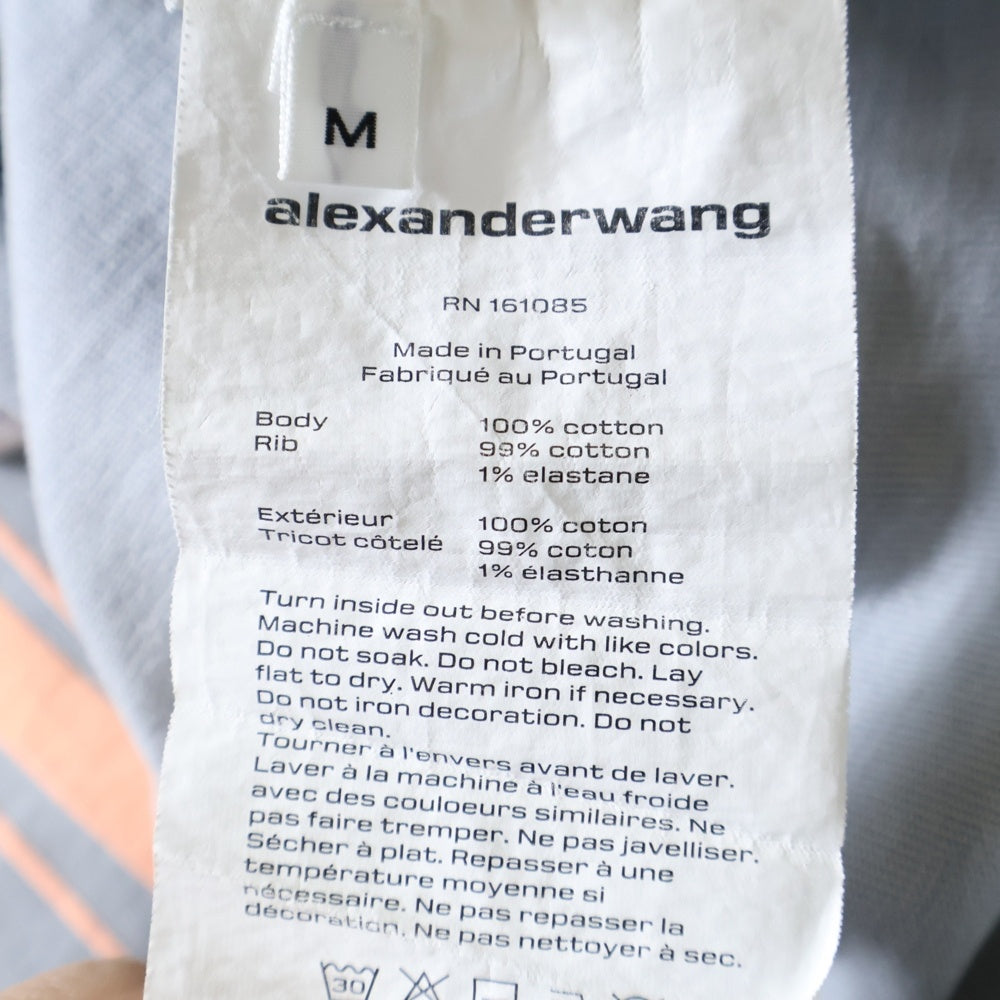 M
alexanderwang
RN 161085
Made in Portugal
Fabriqué au Portugal
Body 100% cotton
Rib 99% cotton
1% elastane
Extérieur 100% coton
Tricot côtelé 99% coton
1% élasthanne
Turn inside out before washing.
Machine wash cold with like colors.
Do not soak. Do not bleach. Lay
flat to dry. Warm iron if necessary.
Do not iron decoration. Do not
dry clean.
Tourner à l'envers avant de laver.
Laver à la machine à l'eau froide
avec des couloeurs similaires. Ne
pas faire tremper. Ne pas javelliser.
Sécher à plat. Repasser à une
température moyenne si
nécessaire. Ne pas repasser la
décoration. Ne pas nettoyer à sec.
30